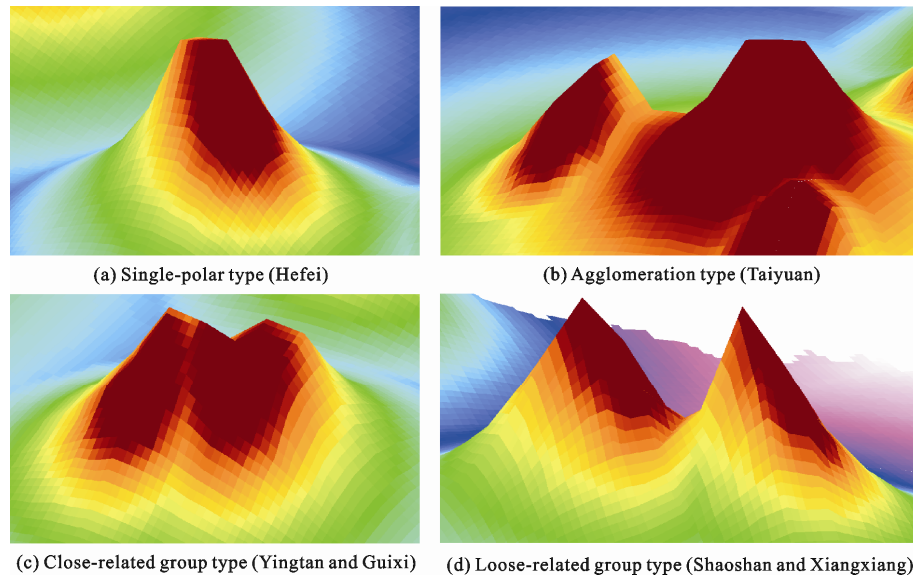 (a) Single-polar type (Hefei)
(b) Agglomeration type (Taiyuan)
(c) Close-related group type (Yingtan and Guixi)
(d) Loose-related group type (Shaoshan and Xiangxiang)